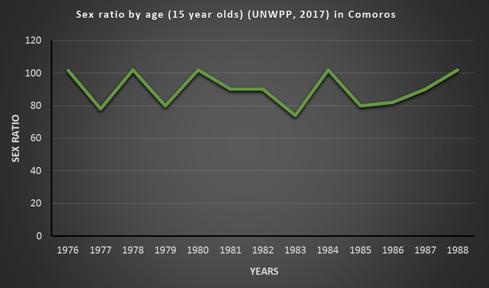 Sex ratio by age (15 year olds) (UNWPP, 2017) in Comoros
120
100
80
60
40
20
0
SEX RATIO
1976 1977 1978 1979 1980 1981 1982 1983 1984 1985 1986 1987 1988
YEARS